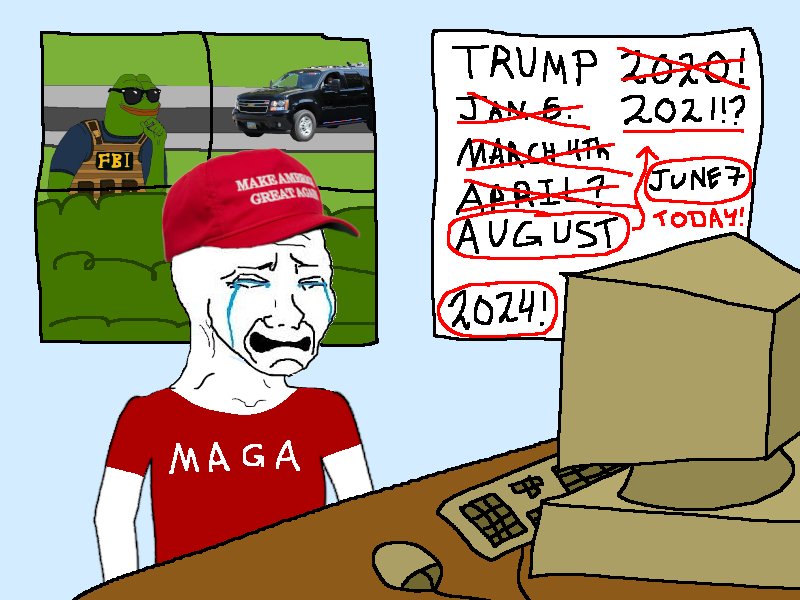 FBI
MAKE AMERICA
GREAT AGAIN
MAGA
TRUMP 2020!
JAN 6. 2021!?
MARCH 4TH
APRIL? JUNE 7
AUGUST TODAY!
2024!